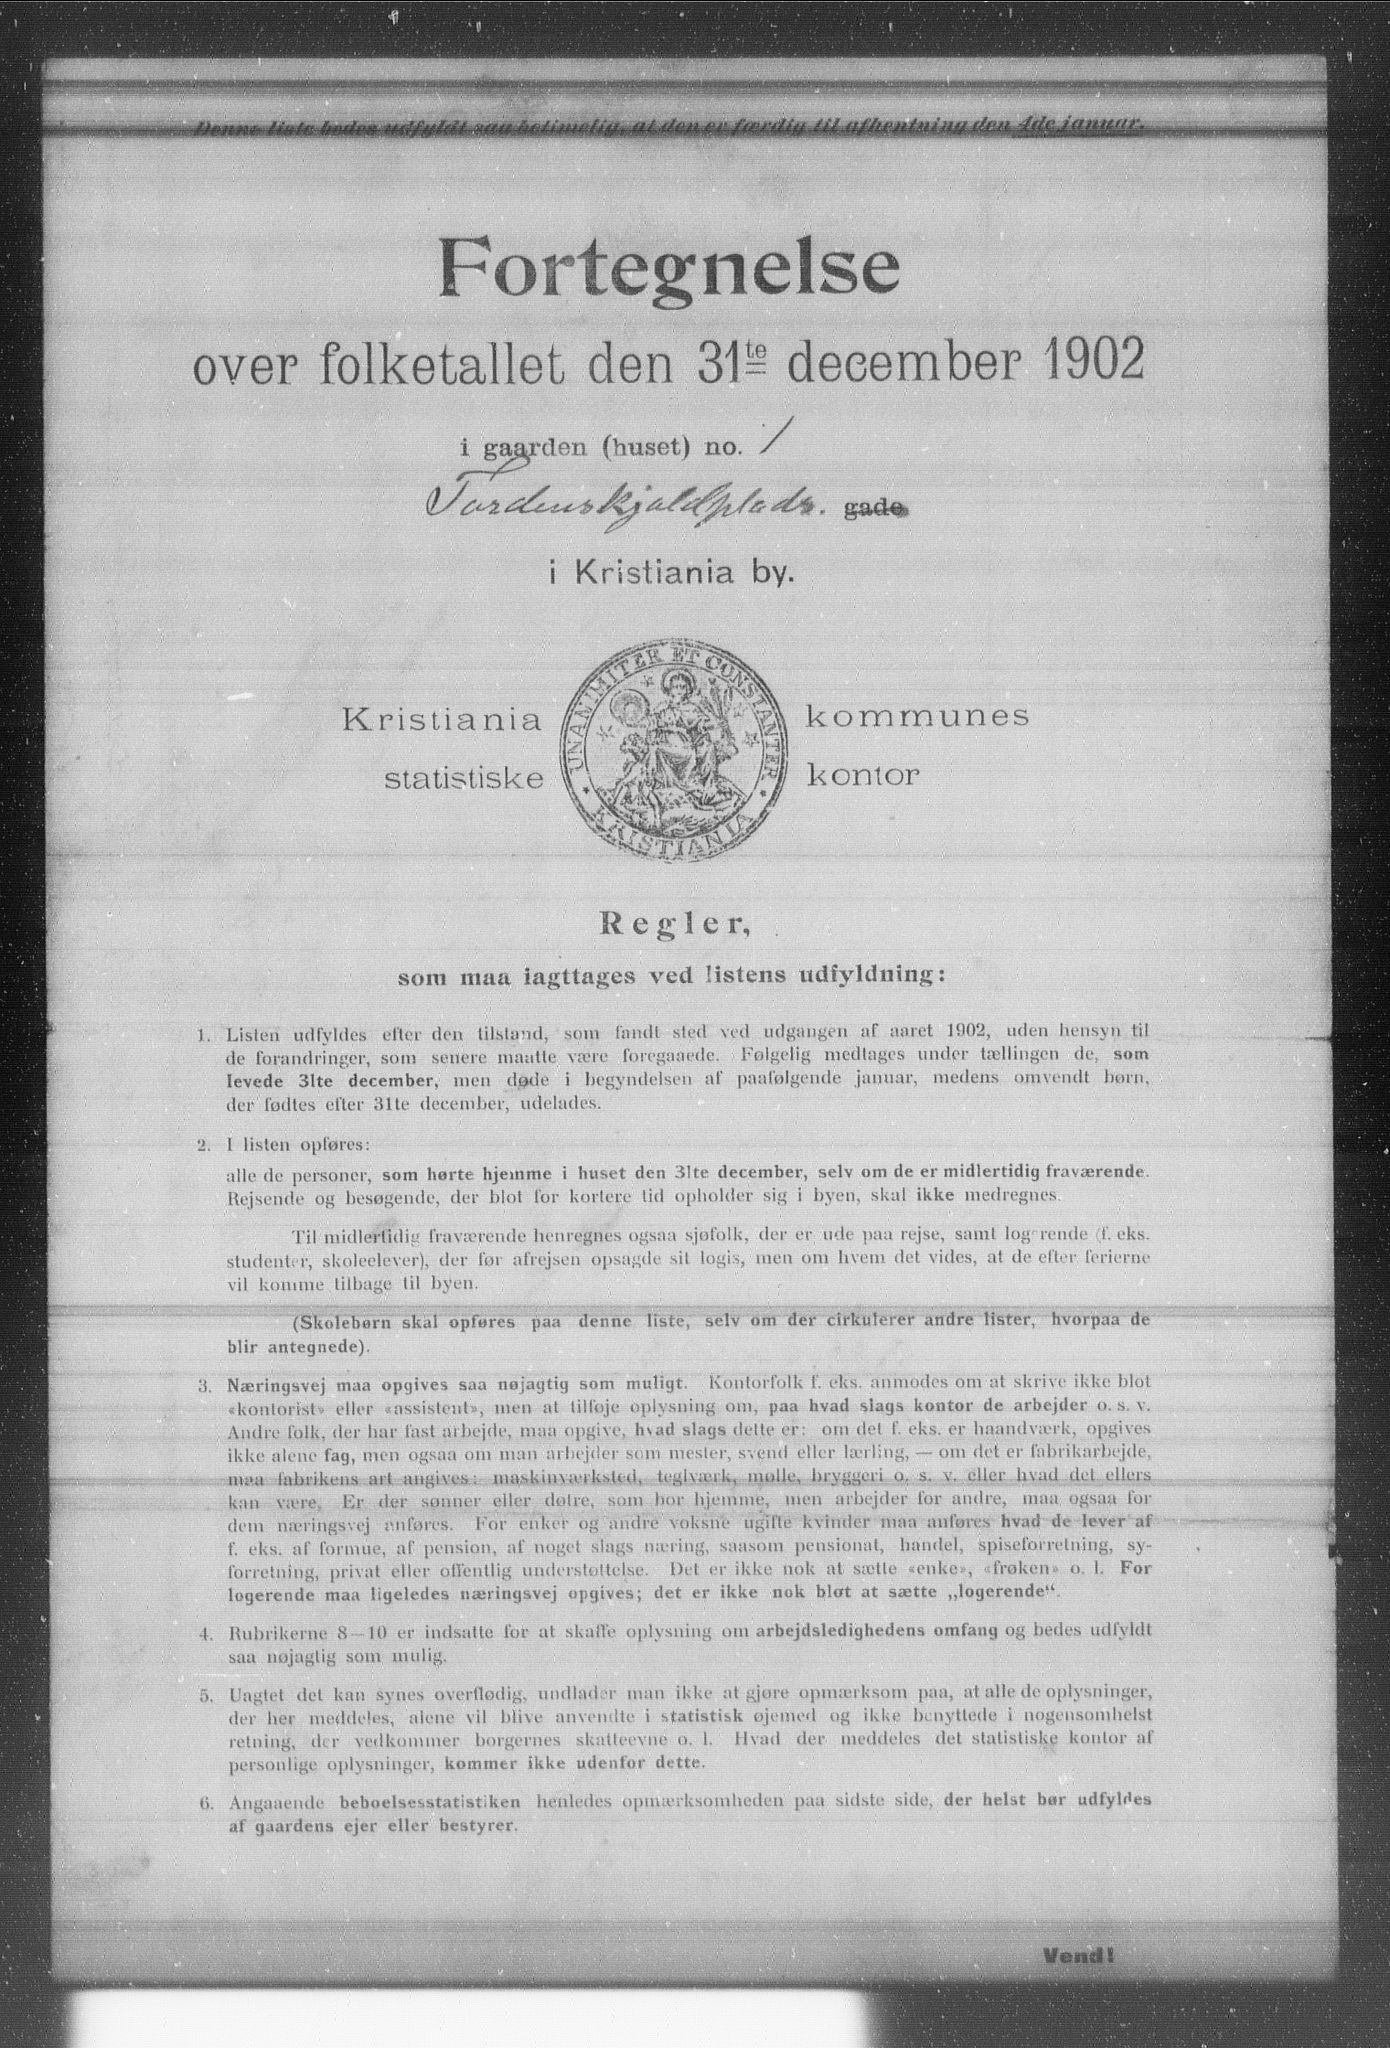 Denne liste bedes udfyldt saa betimelig, at den er færdig til afhentning den 4de januar.
Fortegnelse
over folketallet den 31te december 1902
i gaarden (huset) no. 1
Tordenskjoldplads. gade
i Kristiania by.
UNANIMITER ET CONSTANTER
KRISTIANIA
Kristiania kommunes
statistiske kontor
Regler,
som maa iagttages ved listens udfyldning:
1. Listen udfyldes efter den tilstand, som fandt sted ved udgangen af aaret 1902, uden hensyn til
de forandringer, som senere maatte være foregaaede. Følgelig medtages under tællingen de, som
levede 31te december, men døde i begyndelsen af paafølgende januar, medens omvendt børn,
der fødtes efter 31te december, udelades.
2. I listen opføres:
alle de personer, som hørte hjemme i huset den 31te december, selv om de er midlertidig fraværende.
Rejsende og besøgende, der blot for kortere tid opholder sig i byen, skal ikke medregnes.
Til midlertidig fraværende henregnes ogsaa sjøfolk, der er ude paa rejse, samt logerende (f. eks.
studenter, skoleelever), der før afrejsen opsagde sit logis, men om hvem det vides, at de efter ferierne
vil komme tilbage til byen.
(Skolebørn skal opføres paa denne liste, selv om der cirkulerer andre lister, hvorpaa de
blir antegnede).
3. Næringsvej maa opgives saa nøjagtig som muligt. Kontorfolk f. eks. anmodes om at skrive ikke blot
«kontorist» eller «assistent», men at tilføje oplysning om, paa hvad slags kontor de arbejder o. s. v.
Andre folk, der har fast arbejde, maa opgive, hvad slags dette er: om det f. eks. er haandværk, opgives
ikke alene fag, men ogsaa om man arbejder som mester, svend eller lærling, — om det er fabrikarbejde,
maa fabrikens art angives: maskinværksted, teglværk, mølle, bryggeri o. s. v. eller hvad det ellers
kan være. Er der sønner eller døtre, som bor hjemme, men arbejder for andre, maa ogsaa for
dem næringsvej anføres. For enker og andre voksne ugifte kvinder maa anføres hvad de lever af
f. eks. af formue, af pension, af noget slags næring, saasom pensionat, handel, spiseforretning, sy-
forretning, privat eller offentlig understøttelse. Det er ikke nok at sætte «enke», «frøken» o. l. For
logerende maa ligeledes næringsvej opgives; det er ikke nok blot at sætte „logerende“.
4. Rubrikerne 8—10 er indsatte for at skaffe oplysning om arbejdsledighedens omfang og bedes udfyldt
saa nøjagtig som mulig.
5. Uagtet det kan synes overflødig, undlader man ikke at gjøre opmærksom paa, at alle de oplysninger,
der her meddeles, alene vil blive anvendte i statistisk øjemed og ikke benyttede i nogensomhelst
retning, der vedkommer borgernes skatteevne o. l. Hvad der meddeles det statistiske kontor af
personlige oplysninger, kommer ikke udenfor dette.
6. Angaaende beboelsesstatistiken henledes opmærksomheden paa sidste side, der helst bør udfyldes
af gaardens ejer eller bestyrer.
Vend!